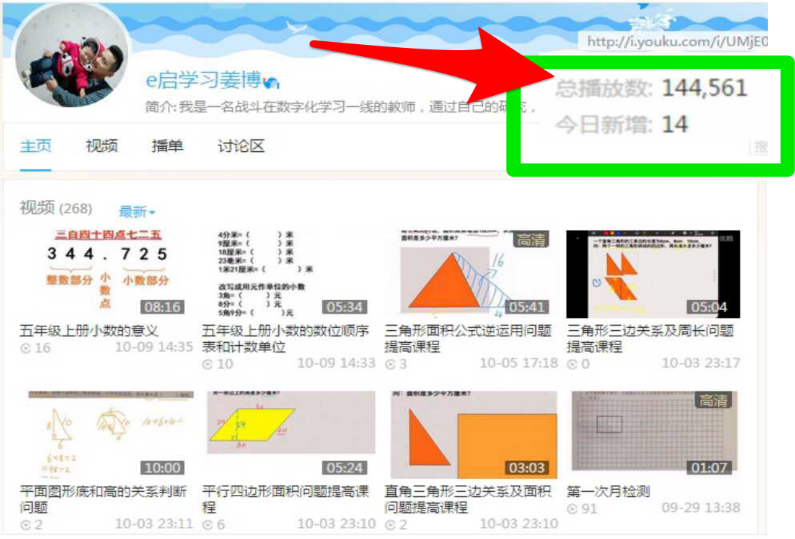 http://i.youku.com/i/UMjE0
e启学习姜博
简介:我是一名战斗在数字化学习一线的教师，通过自己的研究，
总播放数: 144,561
今日新增: 14
主页 视频 播单 讨论区
搜
视频 (268) 最新
三百四十四点七二五
3 4 4 . 7 2 5
整数部分 小数点 小数部分
08:16
4分米=( )米
9厘米=( )米
18厘米=( )米
23毫米=( )米
1米21厘米=( )米
改写成用元作单位的小数
3角=( )元
8分=( )元
5角9分=( )元
05:34
面积是多少平方厘米?
高清
16
4
05:41
05:04
五年级上册小数的意义
16 10-09 14:35
五年级上册小数的数位顺序
表和计数单位
10 10-09 14:33
三角形面积公式逆运用问题
提高课程
3 10-05 17:18
三角形三边关系及周长问题
提高课程
0 10-03 23:17
10:00
05:24
问：面积是多少平方厘米?
03:03
高清
01:07
平面图形底和高的关系判断
问题
2 10-03 23:11
平行四边形面积问题提高课
程
6 10-03 23:10
直角三角形三边关系及面积
问题提高课程
2 10-03 23:10
第一次月检测
91 09-29 13:38